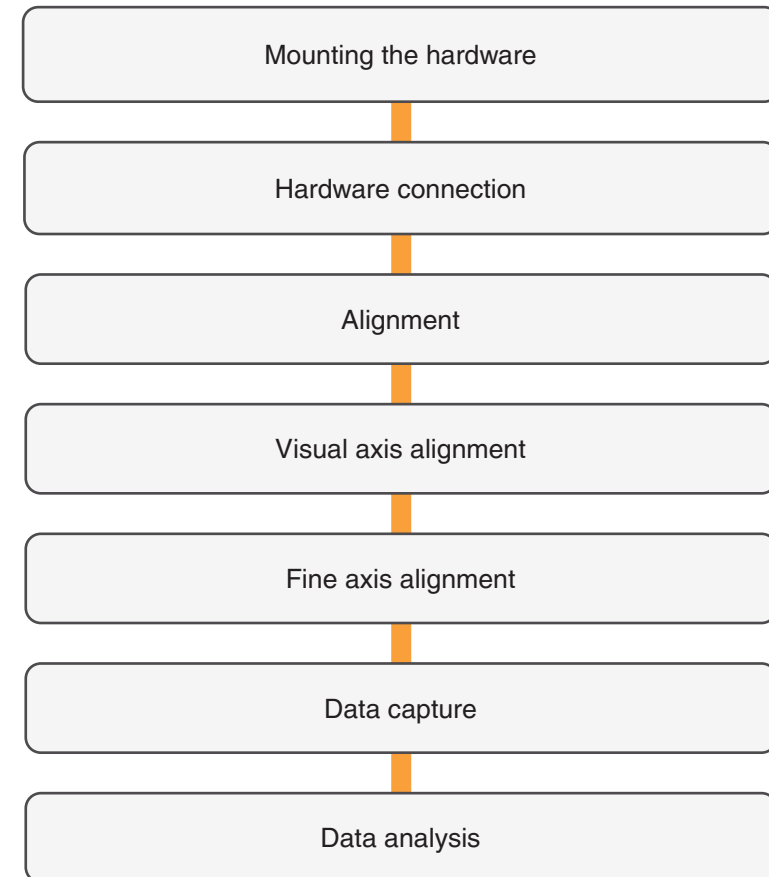 Mounting the hardware
Hardware connection
Alignment
Visual axis alignment
Fine axis alignment
Data capture
Data analysis